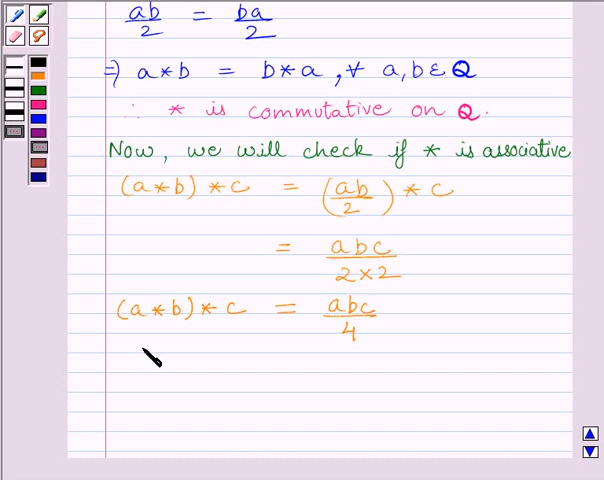 ab/2 = ba/2
⇒ a*b = b*a, ∀ a, b ε Q
∴ * is commutative on Q.
Now, we will check if * is associative
(a*b)*c = (ab/2)*c
= abc/2×2
(a*b)*c = abc/4